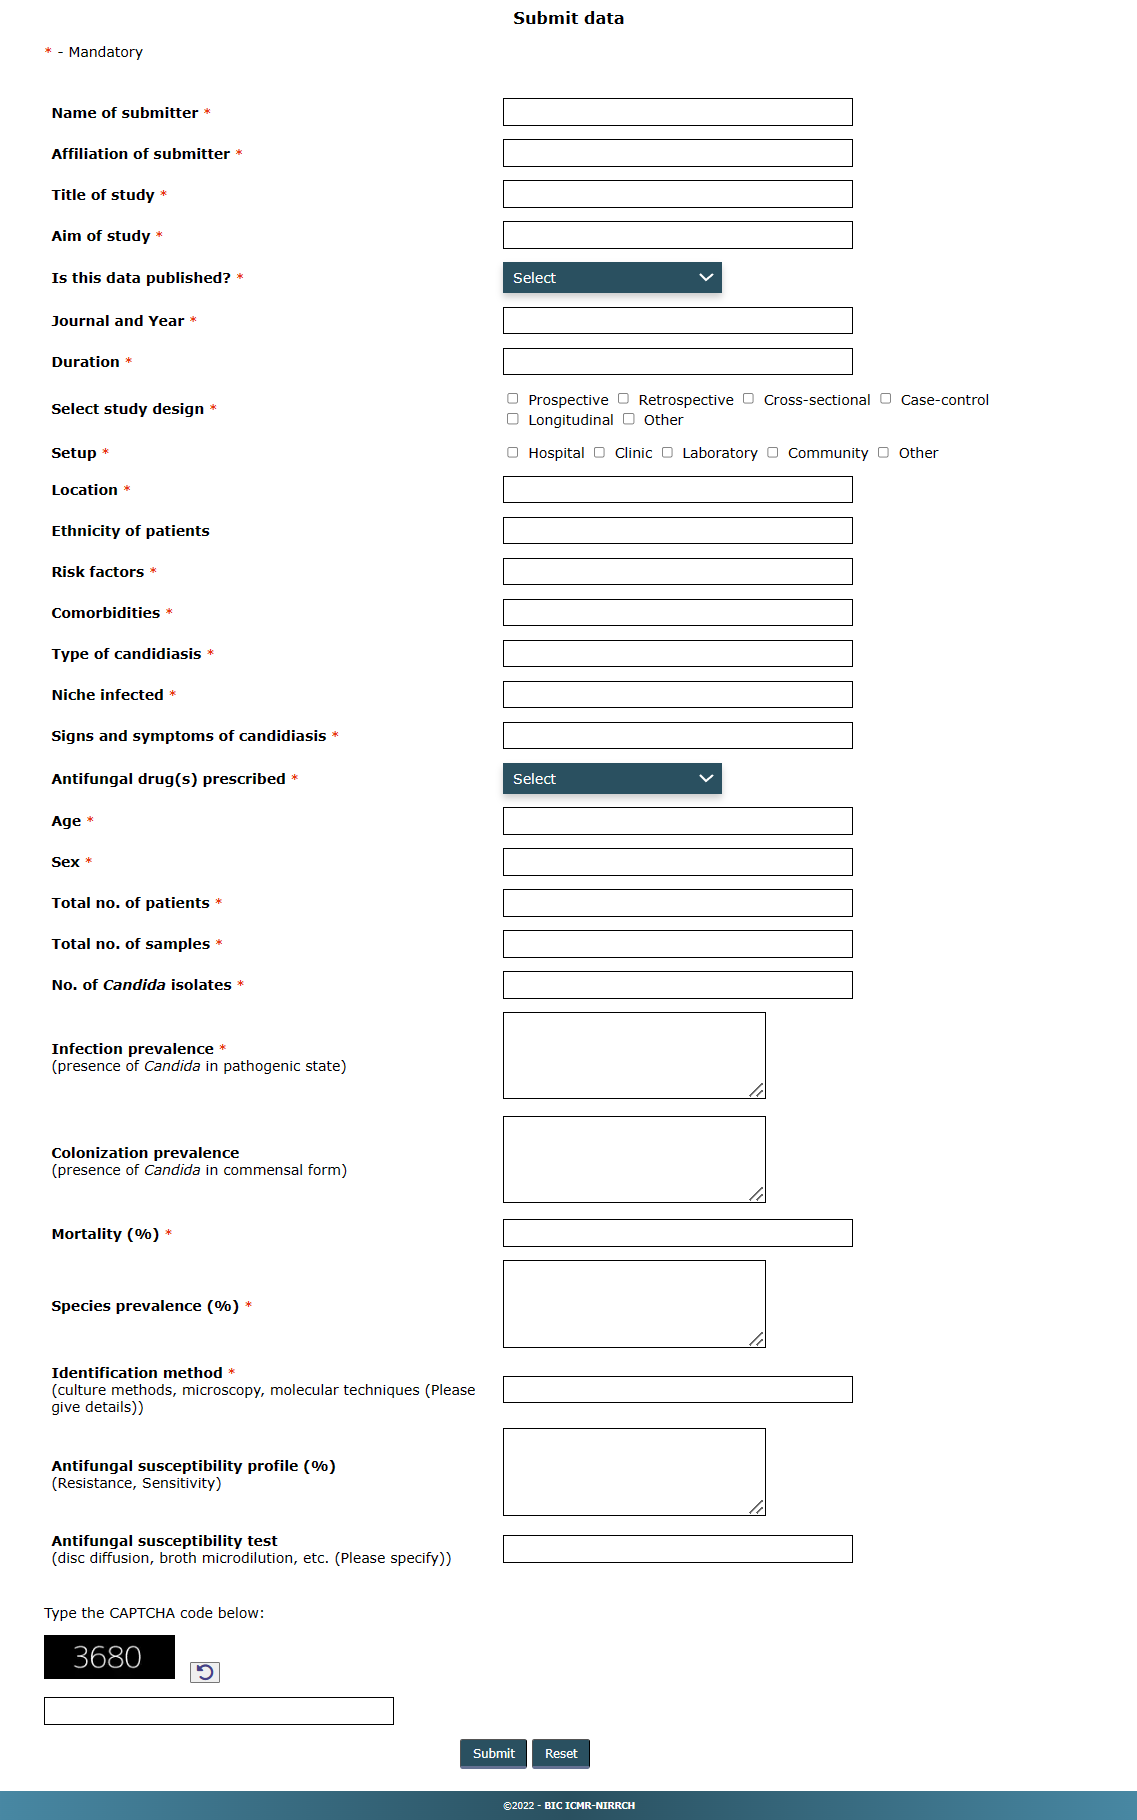 Submit data
* - Mandatory
Name of submitter *
Affiliation of submitter *
Title of study *
Aim of study *
Is this data published? * Select
Journal and Year *
Duration *
Select study design * Prospective Retrospective Cross-sectional Case-control
Longitudinal Other
Setup * Hospital Clinic Laboratory Community Other
Location *
Ethnicity of patients
Risk factors *
Comorbidities *
Type of candidiasis *
Niche infected *
Signs and symptoms of candidiasis *
Antifungal drug(s) prescribed * Select
Age *
Sex *
Total no. of patients *
Total no. of samples *
No. of Candida isolates *
Infection prevalence *
(presence of Candida in pathogenic state)
Colonization prevalence
(presence of Candida in commensal form)
Mortality (%) *
Species prevalence (%) *
Identification method *
(culture methods, microscopy, molecular techniques (Please
give details))
Antifungal susceptibility profile (%)
(Resistance, Sensitivity)
Antifungal susceptibility test
(disc diffusion, broth microdilution, etc. (Please specify))
Type the CAPTCHA code below:
3680
Submit Reset
©2022 - BIC ICMR-NIRRCH